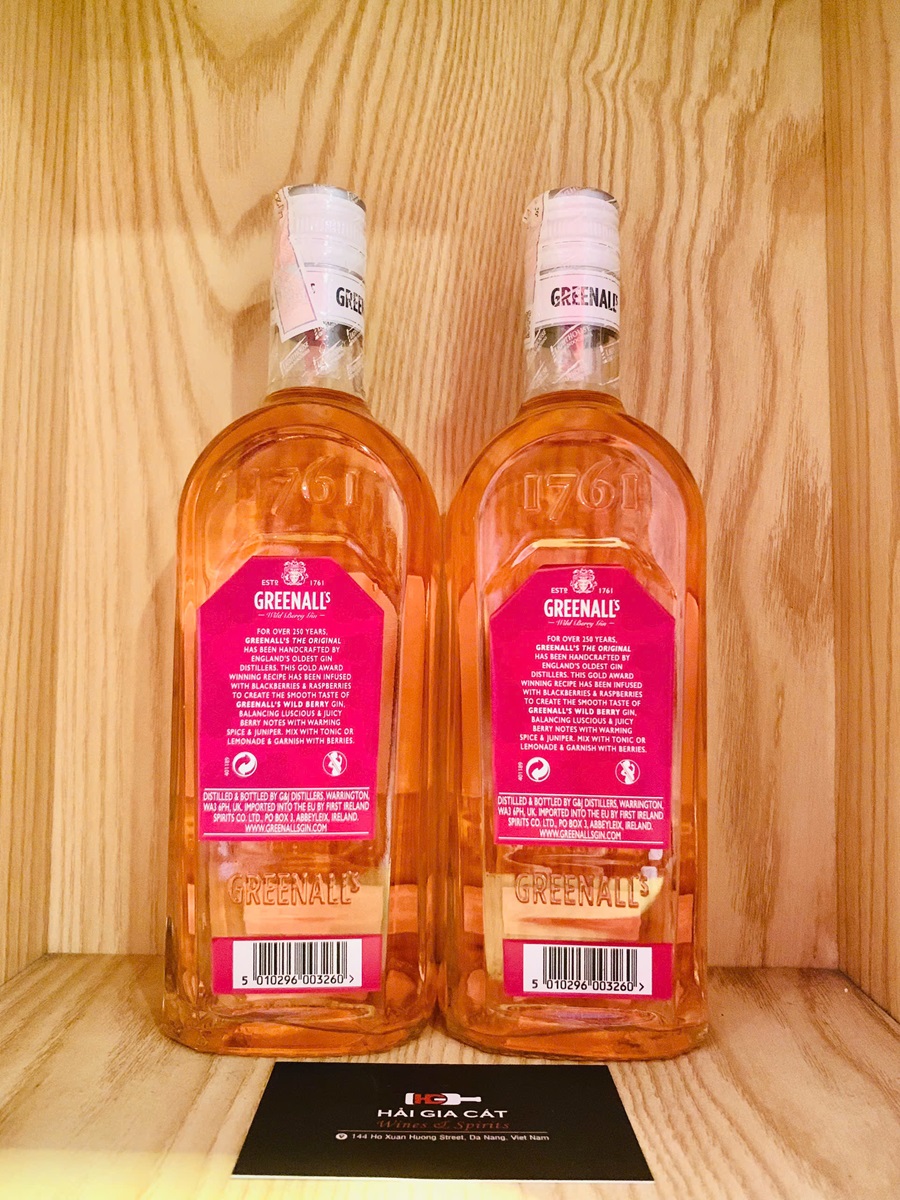 GREEN
1761
ESTD 1761
GREENALL'S
Wild Berry Gin
FOR OVER 250 YEARS,
GREENALL'S THE ORIGINAL
HAS BEEN HANDCRAFTED BY
ENGLAND'S OLDEST GIN
DISTILLERS. THIS GOLD AWARD
WINNING RECIPE HAS BEEN INFUSED
WITH BLACKBERRIES & RASPBERRIES
TO CREATE THE SMOOTH TASTE OF
GREENALL'S WILD BERRY GIN,
BALANCING LUSCIOUS & JUICY
BERRY NOTES WITH WARMING
SPICE & JUNIPER. MIX WITH TONIC OR
LEMONADE & GARNISH WITH BERRIES.
401189
DISTILLED & BOTTLED BY G&J DISTILLERS, WARRINGTON,
WA3 6PH, UK. IMPORTED INTO THE EU BY FIRST IRELAND
SPIRITS CO. LTD., PO BOX 3, ABBEYLEIX, IRELAND.
WWW.GREENALLSGIN.COM
GREENALL'S
5 010296 003260 >
GREENALL'S
1761
ESTD 1761
GREENALL'S
Wild Berry Gin
FOR OVER 250 YEARS,
GREENALL'S THE ORIGINAL
HAS BEEN HANDCRAFTED BY
ENGLAND'S OLDEST GIN
DISTILLERS. THIS GOLD AWARD
WINNING RECIPE HAS BEEN INFUSED
WITH BLACKBERRIES & RASPBERRIES
TO CREATE THE SMOOTH TASTE OF
GREENALL'S WILD BERRY GIN,
BALANCING LUSCIOUS & JUICY
BERRY NOTES WITH WARMING
SPICE & JUNIPER. MIX WITH TONIC OR
LEMONADE & GARNISH WITH BERRIES.
401189
DISTILLED & BOTTLED BY G&J DISTILLERS, WARRINGTON,
WA3 6PH, UK. IMPORTED INTO THE EU BY FIRST IRELAND
SPIRITS CO. LTD., PO BOX 3, ABBEYLEIX, IRELAND.
WWW.GREENALLSGIN.COM
GREENALL'S
5 010296 003260 >
HG
HẢI GIA CÁT
Wines & Spirits
144 Ho Xuan Huong Street, Da Nang, Viet Nam